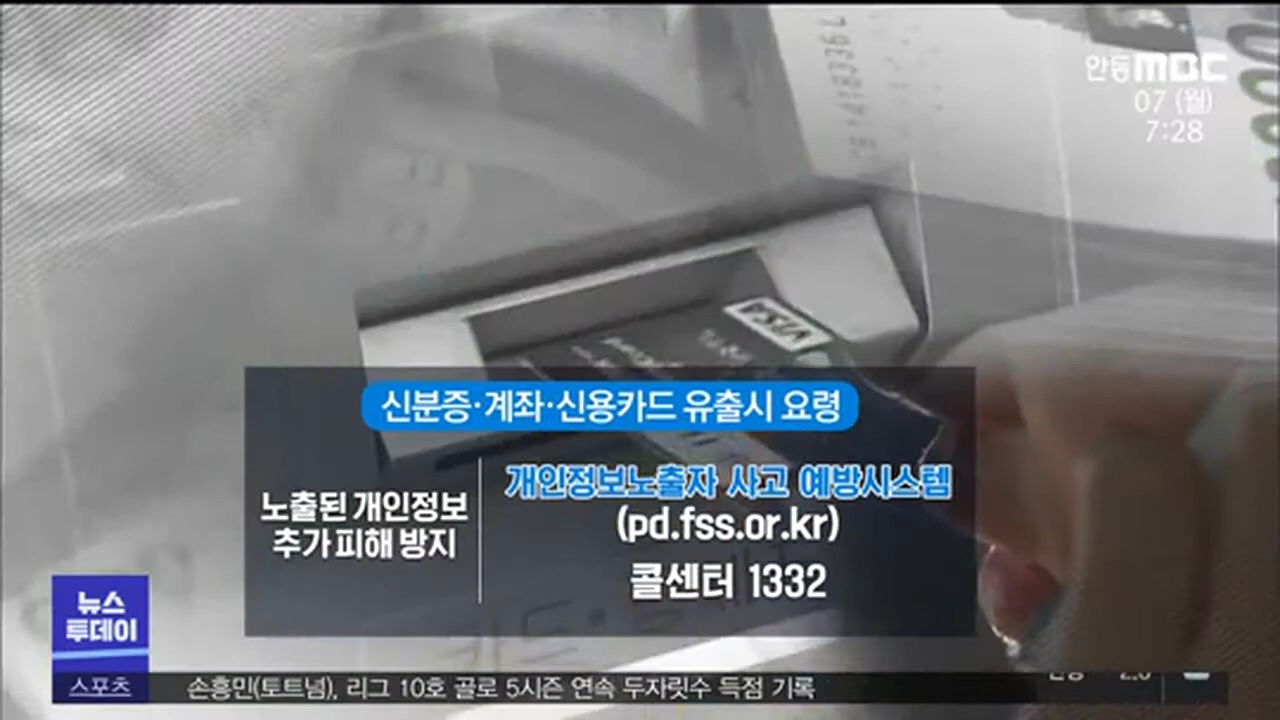 안동MBC
07 (월)
7:28
VISA
신분증·계좌·신용카드 유출시 요령
노출된 개인정보
추가 피해 방지
개인정보노출자 사고 예방시스템
(pd.fss.or.kr)
콜센터 1332
뉴스
투데이
스포츠
손흥민(토트넘), 리그 10호 골로 5시즌 연속 두자릿수 득점 기록